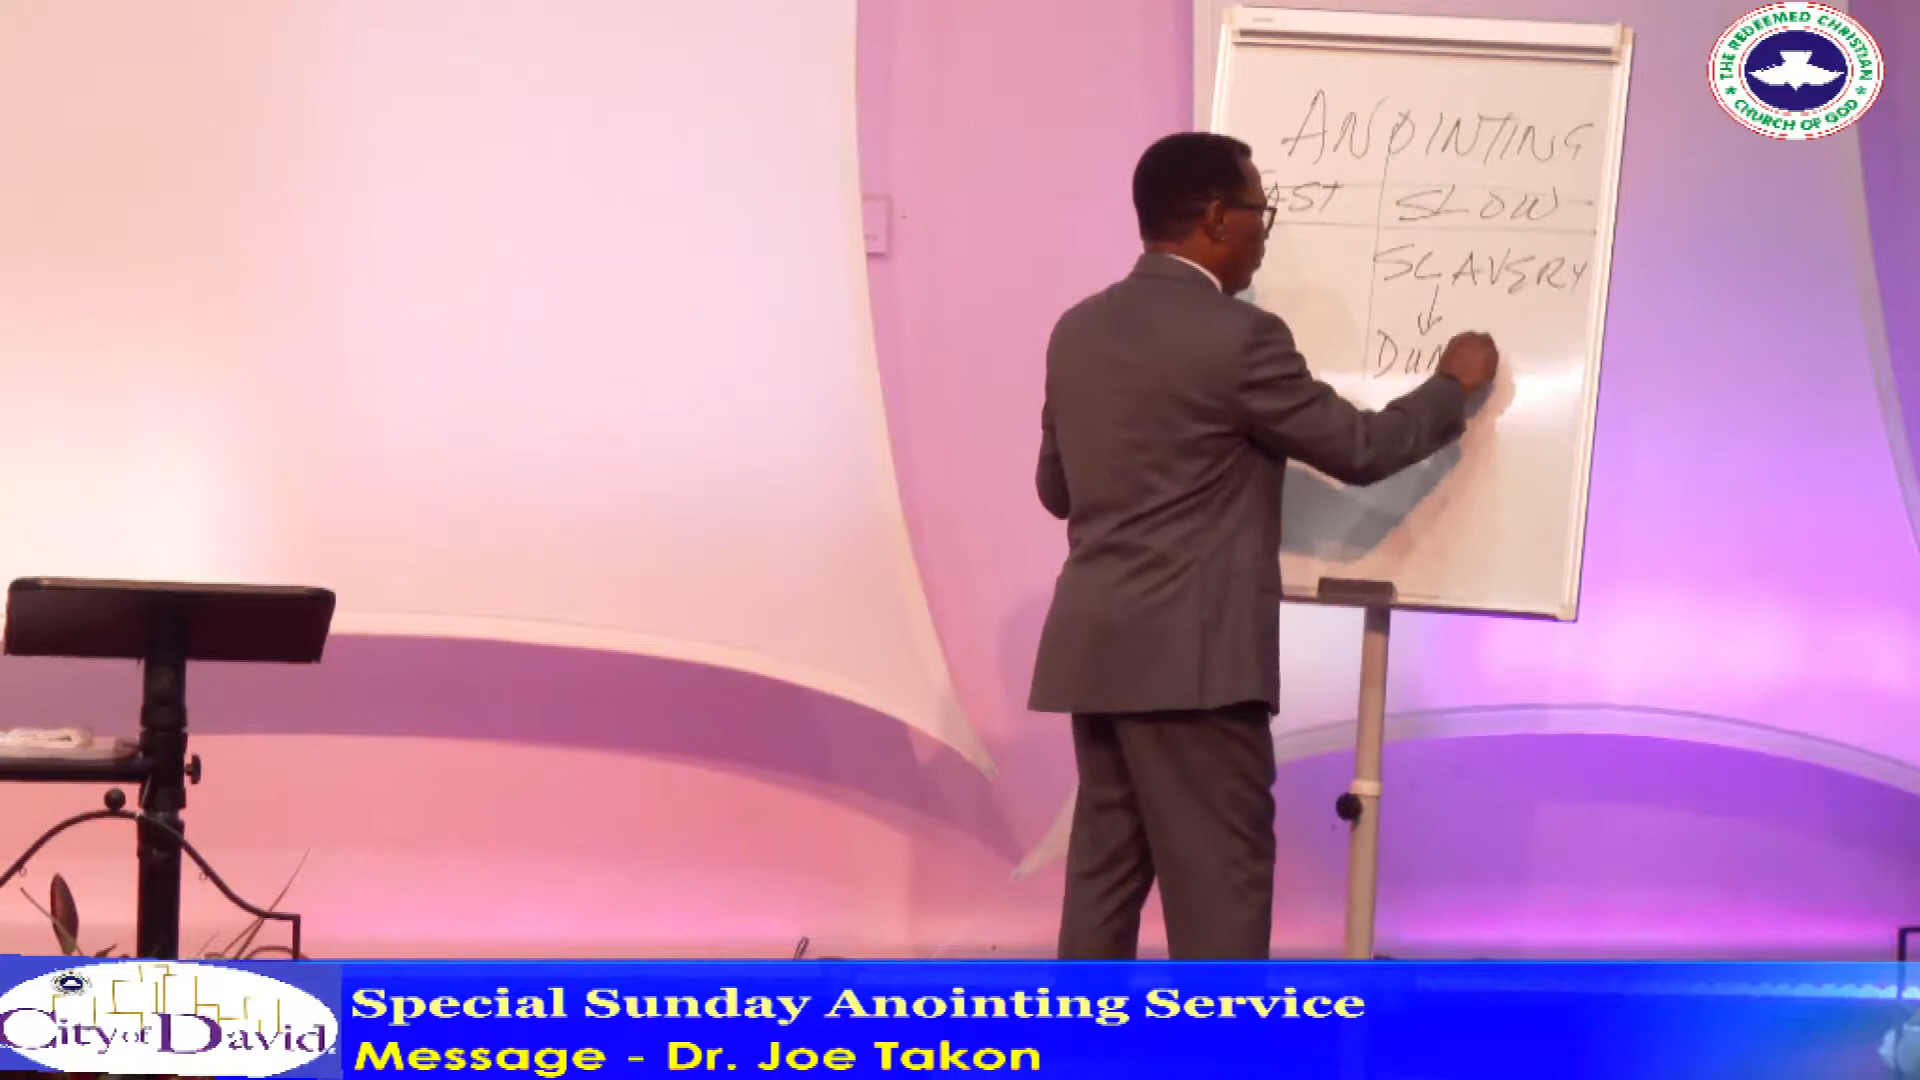 THE REDEEMED CHRISTIAN
CHURCH OF GOD
ANOINTING
SLOW
SLAVERY
City of David
Special Sunday Anointing Service
Message - Dr. Joe Takon